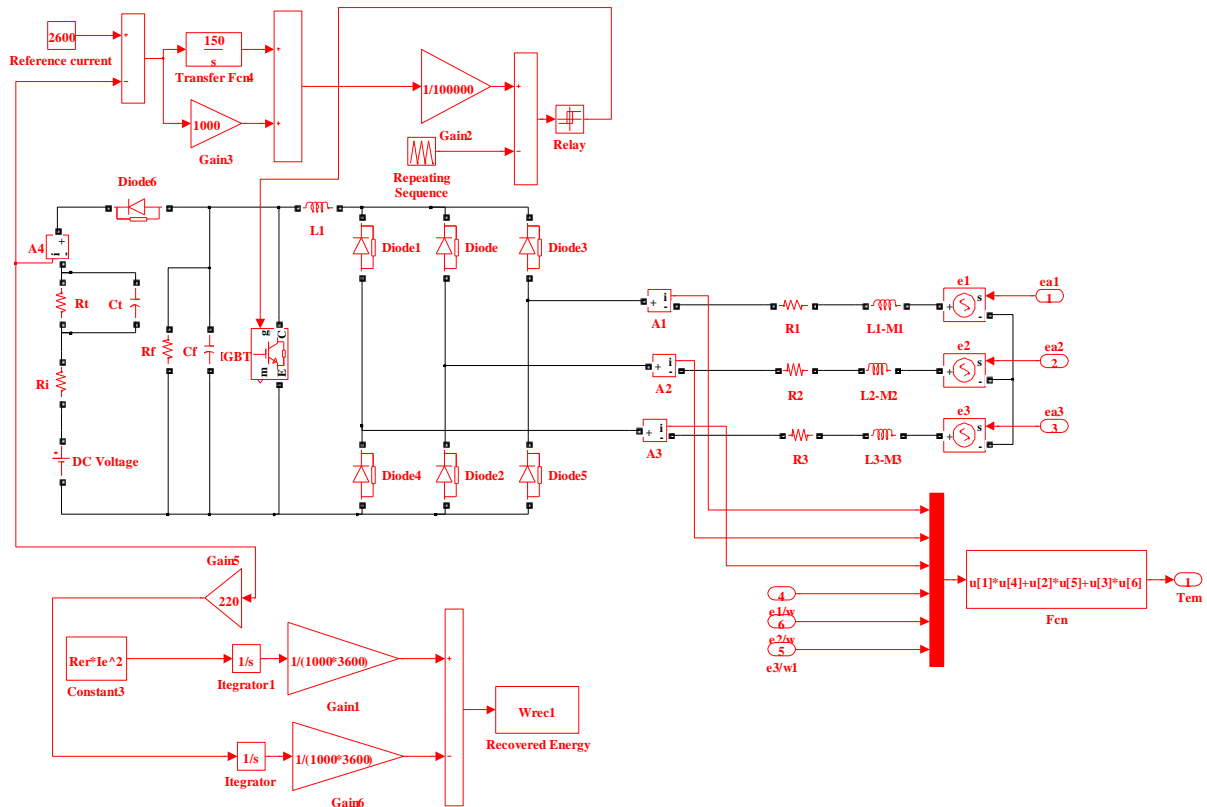 2600
Reference current
150
s
Transfer Fcn4
1000
Gain3
1/100000
Gain2
Repeating
Sequence
Relay
Diode6
A4
+
i
-
Rt
Ct
Ri
DC Voltage
Rf
Cf
IGBT
g
C
m
E
L1
Diode1
Diode
Diode3
Diode4
Diode2
Diode5
A1
A2
A3
R1
L1-M1
e1
ea1
1
R2
L2-M2
e2
ea2
2
R3
L3-M3
e3
ea3
3
4
e1/w
6
e2/w
5
e3/w1
u[1]*u[4]+u[2]*u[5]+u[3]*u[6]
Fcn
1
Tem
Gain5
220
Rer*Ie^2
Constant3
1/s
Itegrator1
1/(1000*3600)
Gain1
1/s
Itegrator
1/(1000*3600)
Gain6
Wrec1
Recovered Energy